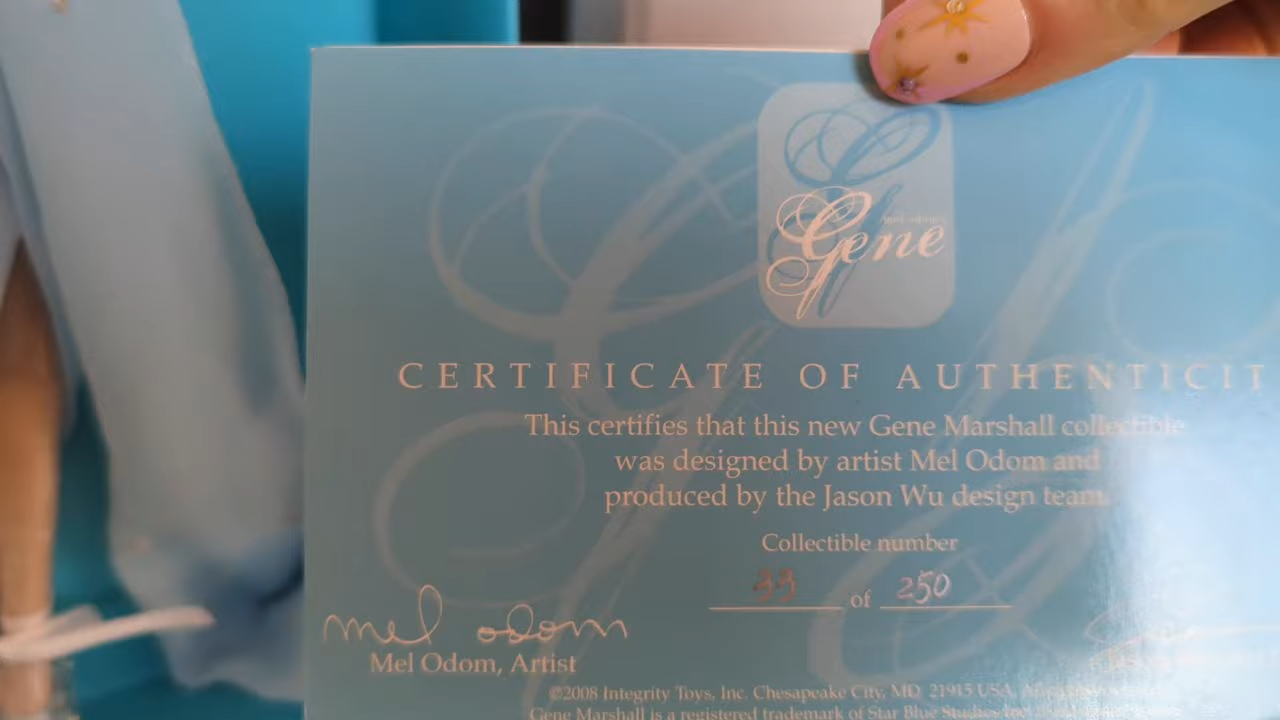 Gene
CERTIFICATE OF AUTHENTICIT
This certifies that this new Gene Marshall collectible
was designed by artist Mel Odom and
produced by the Jason Wu design team.
Collectible number
33 of 250
mel odom
Mel Odom, Artist
©2008 Integrity Toys, Inc. Chesapeake City, MD 21915 USA.
Gene Marshall is a registered trademark of Star Blue Studios Inc.